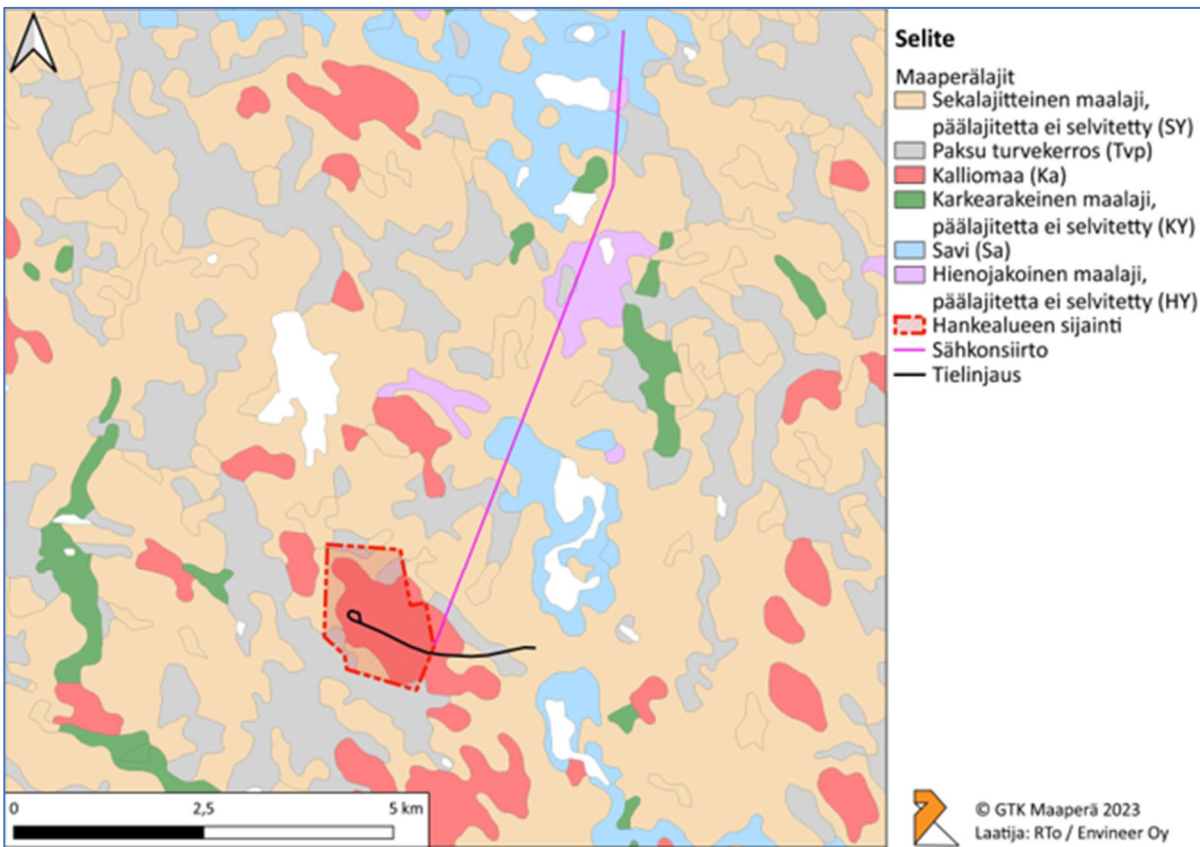 Selite
Maaperälajit
Sekalajitteinen maalaji,
päälajitetta ei selvitetty (SY)
Paksu turvekerros (Tvp)
Kalliomaa (Ka)
Karkearakeinen maalaji,
päälajitetta ei selvitetty (KY)
Savi (Sa)
Hienojakoinen maalaji,
päälajitetta ei selvitetty (HY)
Hankealueen sijainti
Sähkonsiirto
Tielinjaus
0 2,5 5 km
© GTK Maaperä 2023
Laatija: RTo / Envineer Oy